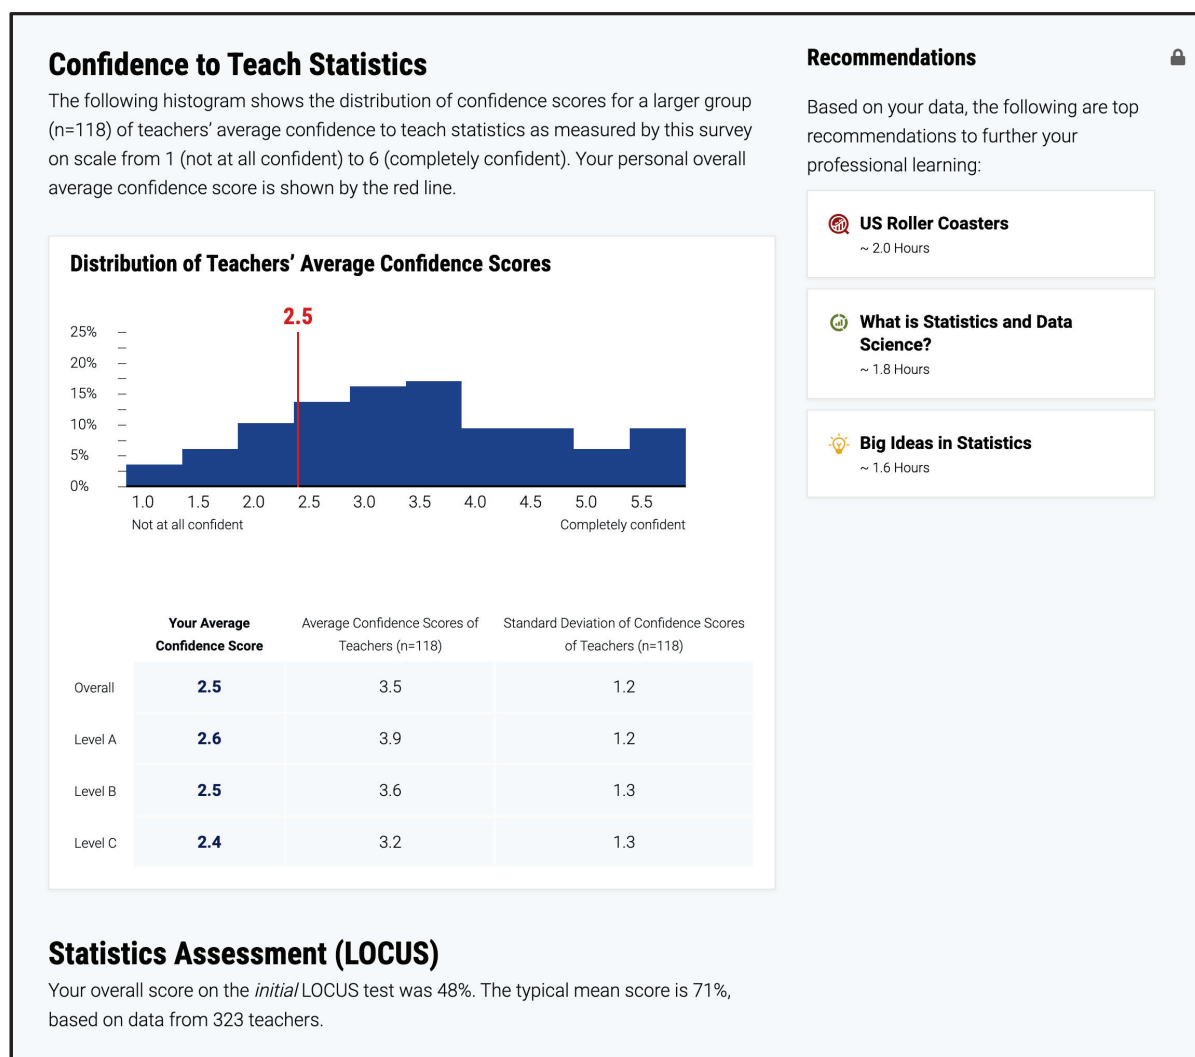 Confidence to Teach Statistics
The following histogram shows the distribution of confidence scores for a larger group
(n=118) of teachers’ average confidence to teach statistics as measured by this survey
on scale from 1 (not at all confident) to 6 (completely confident). Your personal overall
average confidence score is shown by the red line.
Distribution of Teachers’ Average Confidence Scores
2.5
25%
20%
15%
10%
5%
0%
1.0 1.5 2.0 2.5 3.0 3.5 4.0 4.5 5.0 5.5
Not at all confident Completely confident
Your Average Average Confidence Scores of Standard Deviation of Confidence Scores
Confidence Score Teachers (n=118) of Teachers (n=118)
Overall 2.5 3.5 1.2
Level A 2.6 3.9 1.2
Level B 2.5 3.6 1.3
Level C 2.4 3.2 1.3
Statistics Assessment (LOCUS)
Your overall score on the initial LOCUS test was 48%. The typical mean score is 71%,
based on data from 323 teachers.
Recommendations
Based on your data, the following are top
recommendations to further your
professional learning:
US Roller Coasters
~ 2.0 Hours
What is Statistics and Data
Science?
~ 1.8 Hours
Big Ideas in Statistics
~ 1.6 Hours